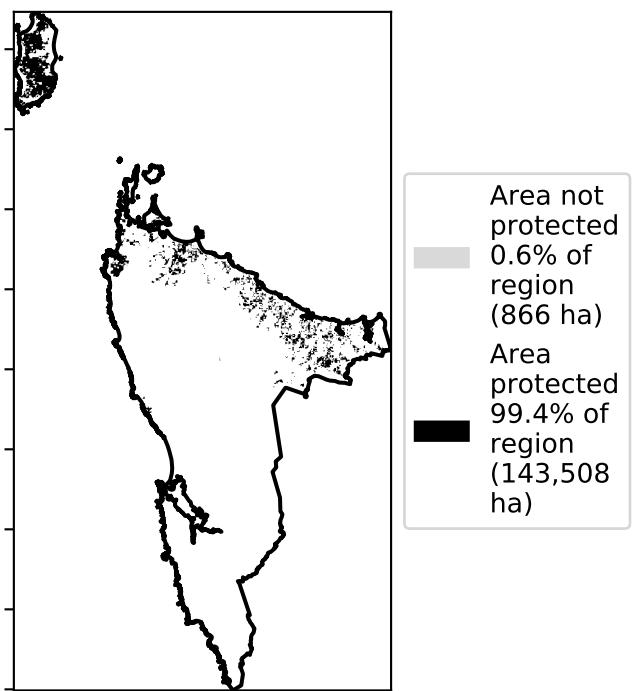 Area not
protected
0.6% of
region
(866 ha)
Area
protected
99.4% of
region
(143,508
ha)